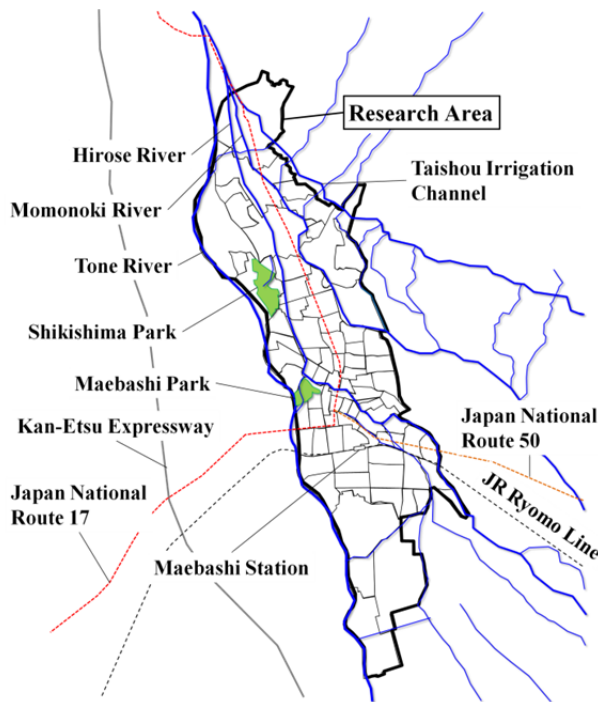 Research Area
Hirose River
Taishou Irrigation
Channel
Momonoki River
Tone River
Shikishima Park
Maebashi Park
Kan-Etsu Expressway
Japan National
Route 50
Japan National
Route 17
JR Ryomo Line
Maebashi Station